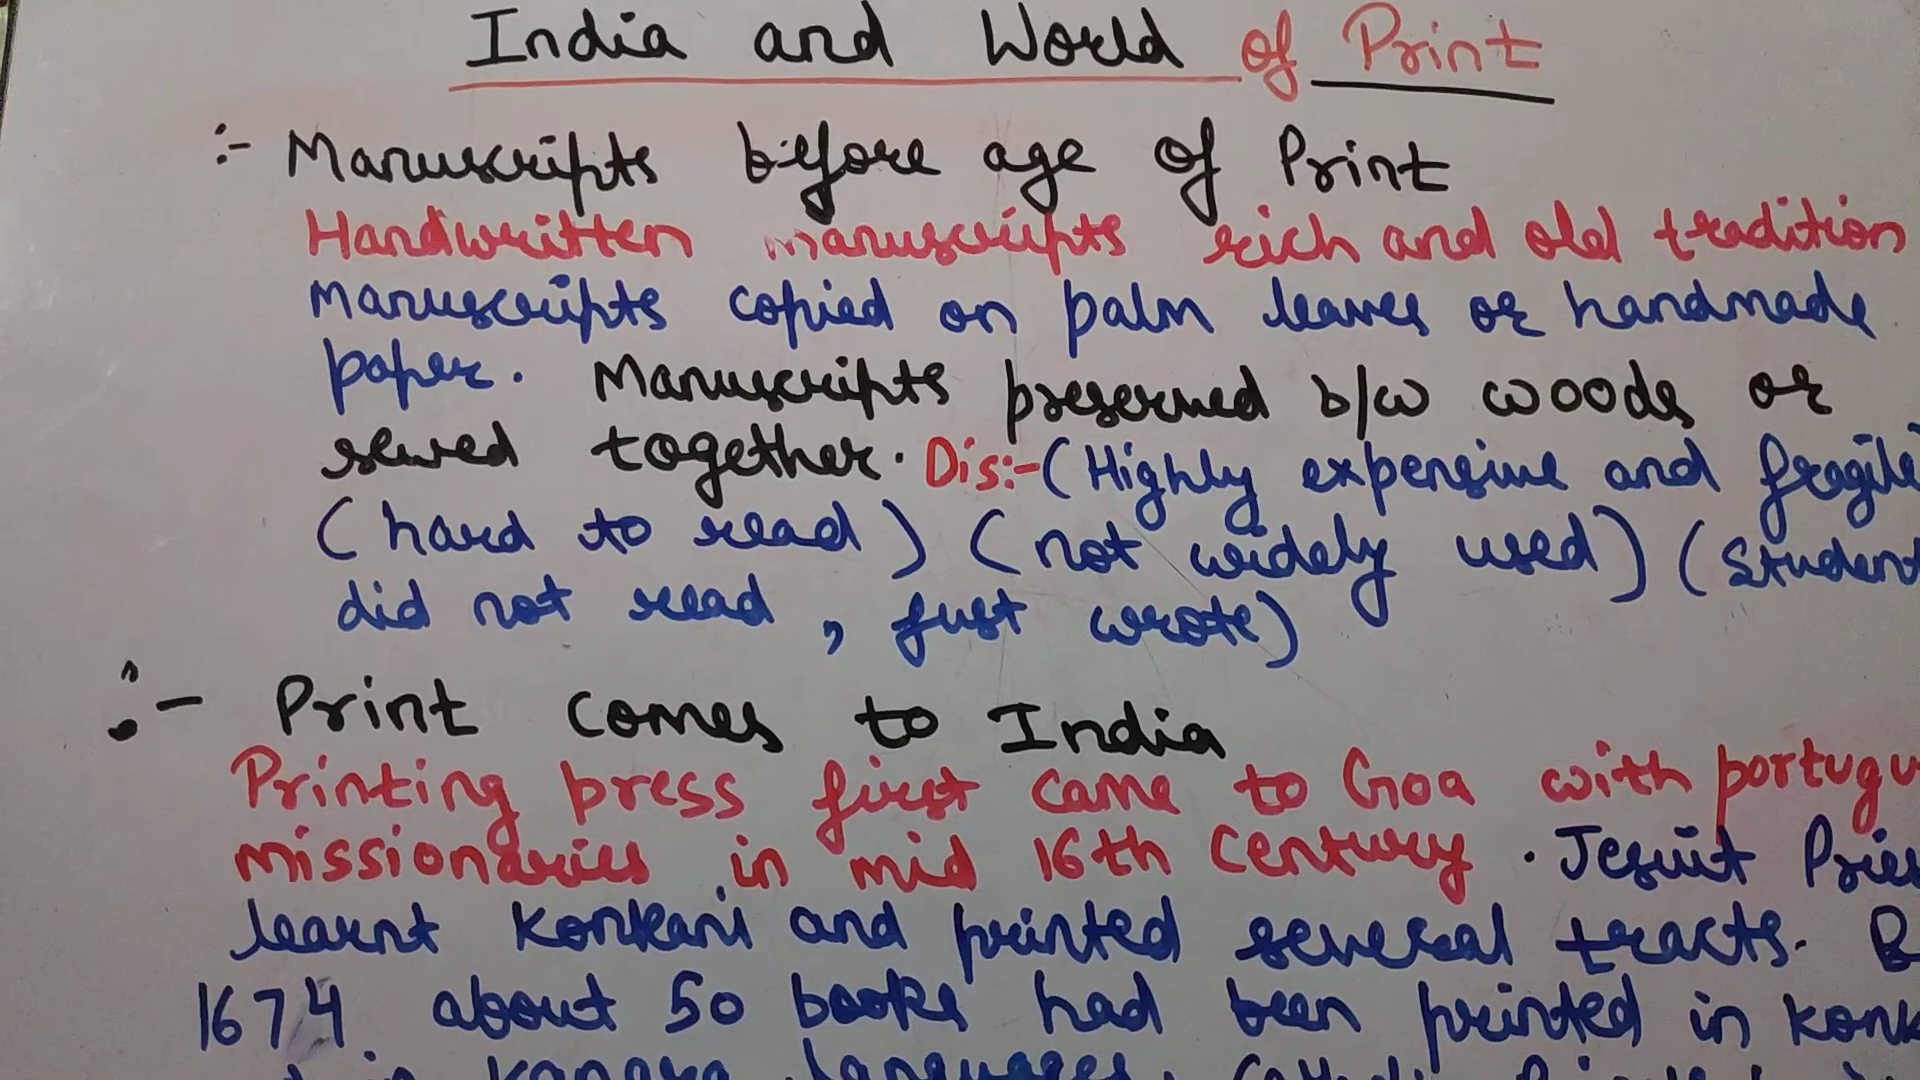 India and World of Print
:- Manuscripts before age of Print
Handwritten manuscripts rich and old tradition
Manuscripts copied on palm leaves or handmade
paper. Manuscripts preserved b/w woods or
sewed together. Dis:- (Highly expensive and fragile
(hard to read) (not widely used) (Student
did not read, just wrote)
:- Print Comes to India
Printing press first came to Goa with portugu
missionaries in mid 16th Century. Jesuit Prie
learnt Konkani and printed several tracts. B
1674 about 50 books had been printed in konk
in kanara languages.